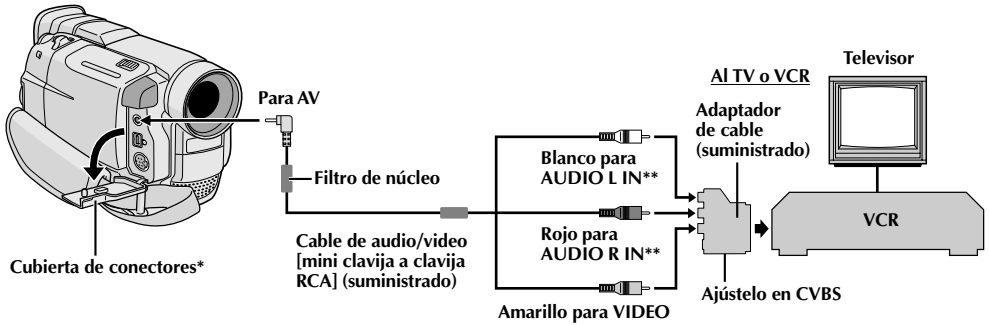 Televisor
Al TV o VCR
Para AV
Adaptador
de cable
(suministrado)
Blanco para
AUDIO L IN**
Filtro de núcleo
VCR
Cable de audio/video
[mini clavija a clavija
RCA] (suministrado)
Rojo para
AUDIO R IN**
Cubierta de conectores*
Ajústelo en CVBS
Amarillo para VIDEO